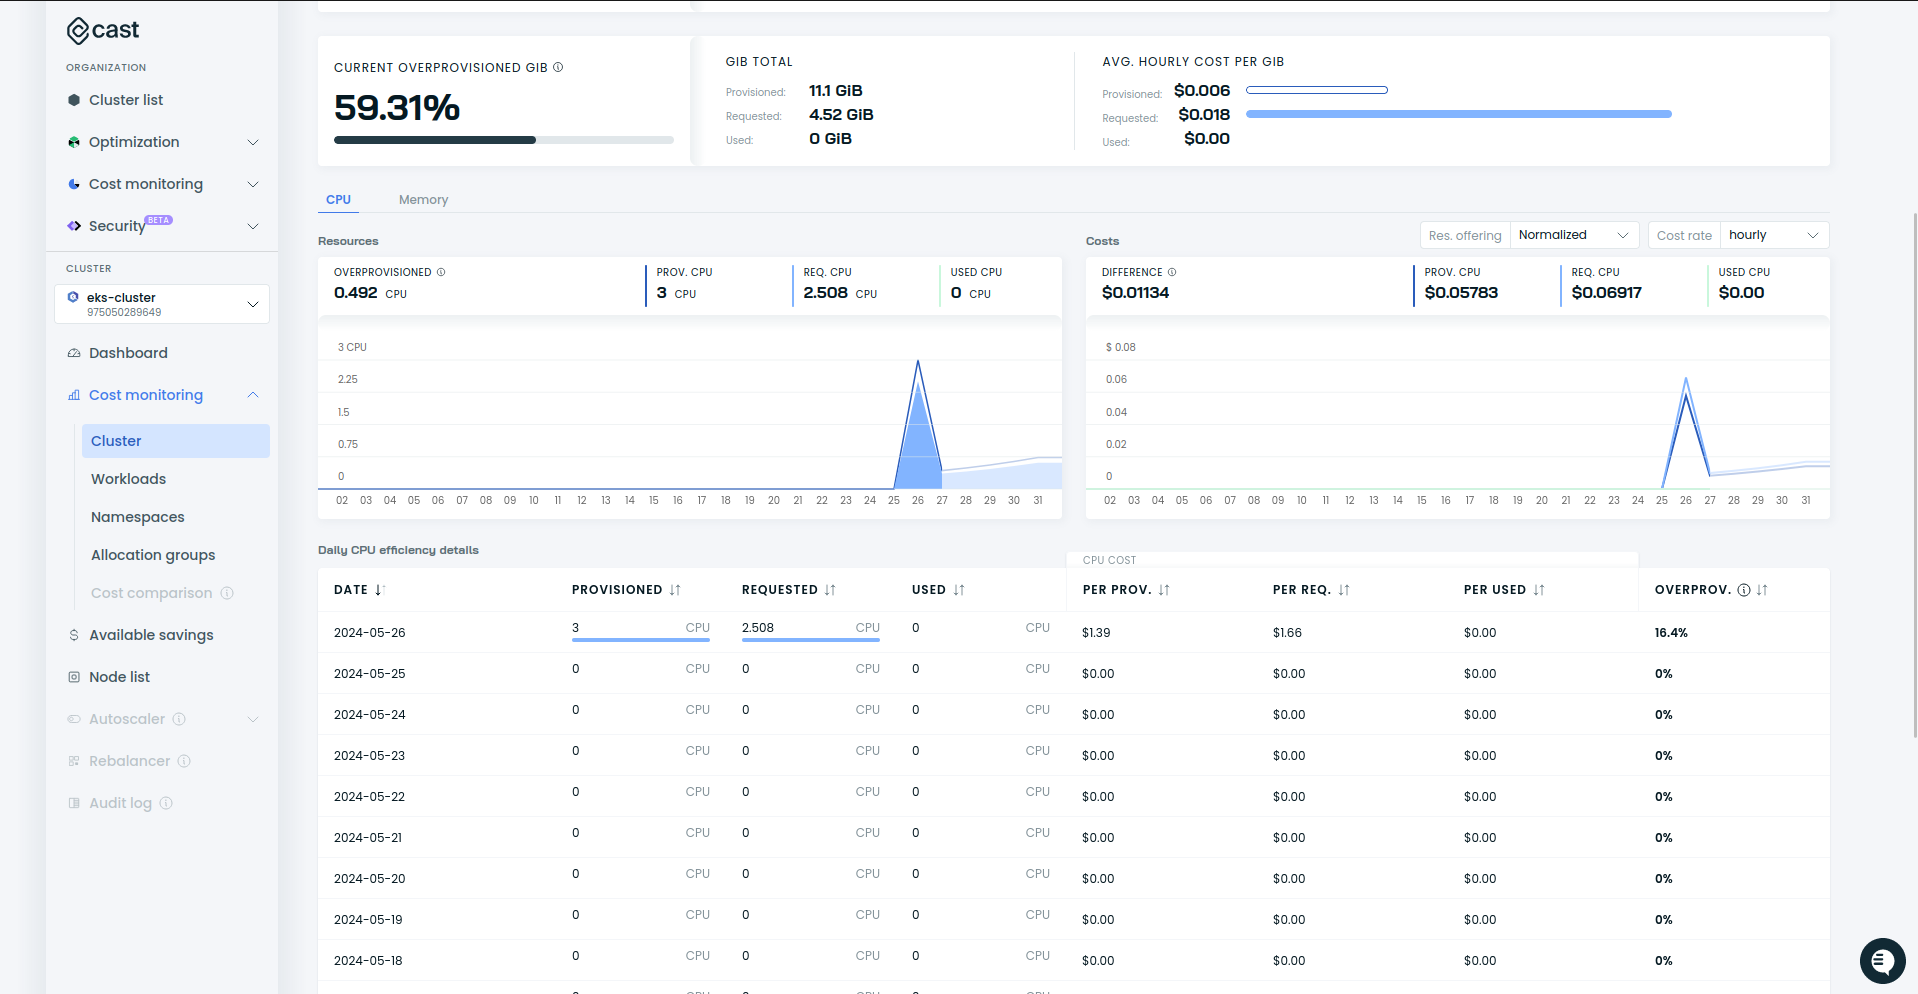 cast
ORGANIZATION
Cluster list
Optimization
Cost monitoring
Security BETA
CLUSTER
eks-cluster
975050289649
Dashboard
Cost monitoring
Cluster
Workloads
Namespaces
Allocation groups
Cost comparison
Available savings
Node list
Autoscaler
Rebalancer
Audit log
CURRENT OVERPROVISIONED GIB
59.31%
GIB TOTAL
Provisioned: 11.1 GiB
Requested: 4.52 GiB
Used: 0 GiB
AVG. HOURLY COST PER GIB
Provisioned: $0.006
Requested: $0.018
Used: $0.00
CPU Memory
Resources
OVERPROVISIONED PROV. CPU REQ. CPU USED CPU
0.492 CPU 3 CPU 2.508 CPU 0 CPU
3 CPU
2.25
1.5
0.75
0
02 03 04 05 06 07 08 09 10 11 12 13 14 15 16 17 18 19 20 21 22 23 24 25 26 27 28 29 30 31
Costs
Res. offering Normalized Cost rate hourly
DIFFERENCE PROV. CPU REQ. CPU USED CPU
$0.01134 $0.05783 $0.06917 $0.00
$ 0.08
0.06
0.04
0.02
0
02 03 04 05 06 07 08 09 10 11 12 13 14 15 16 17 18 19 20 21 22 23 24 25 26 27 28 29 30 31
Daily CPU efficiency details
CPU COST
DATE PROVISIONED REQUESTED USED PER PROV. PER REQ. PER USED OVERPROV.
2024-05-26 3 CPU 2.508 CPU 0 CPU $1.39 $1.66 $0.00 16.4%
2024-05-25 0 CPU 0 CPU 0 CPU $0.00 $0.00 $0.00 0%
2024-05-24 0 CPU 0 CPU 0 CPU $0.00 $0.00 $0.00 0%
2024-05-23 0 CPU 0 CPU 0 CPU $0.00 $0.00 $0.00 0%
2024-05-22 0 CPU 0 CPU 0 CPU $0.00 $0.00 $0.00 0%
2024-05-21 0 CPU 0 CPU 0 CPU $0.00 $0.00 $0.00 0%
2024-05-20 0 CPU 0 CPU 0 CPU $0.00 $0.00 $0.00 0%
2024-05-19 0 CPU 0 CPU 0 CPU $0.00 $0.00 $0.00 0%
2024-05-18 0 CPU 0 CPU 0 CPU $0.00 $0.00 $0.00 0%